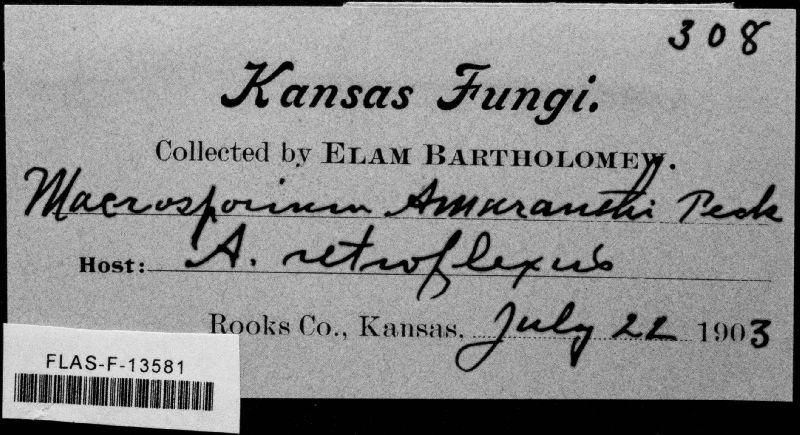 308
Kansas Fungi.
Collected by ELAM BARTHOLOMEW.
Macrosporium Amaranthi Peck
Host: A. retroflexus
Rooks Co., Kansas, July 22 1903
FLAS-F-13581